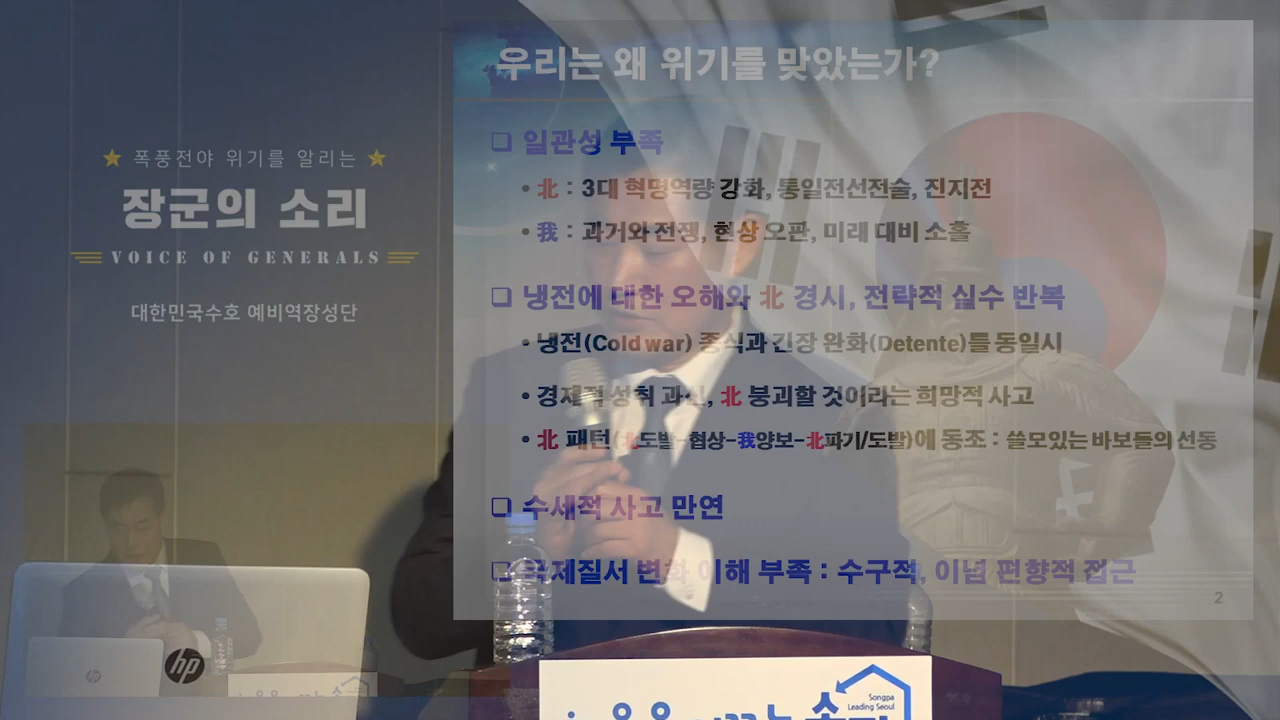 폭풍전야 위기를 알리는
장군의 소리
VOICE OF GENERALS
대한민국수호 예비역장성단
우리는 왜 위기를 맞았는가?
❑ 일관성 부족
• 北 : 3대 혁명역량 강화, 통일전선전술, 진지전
• 我 : 과거와 전쟁, 현상 오판, 미래 대비 소홀
❑ 냉전에 대한 오해와 北 경시, 전략적 실수 반복
• 냉전(Cold war) 종식과 긴장 완화(Detente)를 동일시
• 경제적 성취 과신, 北 붕괴할 것이라는 희망적 사고
• 北 패턴(北도발-협상-我양보-北파기/도발)에 동조 : 쓸모있는 바보들의 선동
❑ 수세적 사고 만연
❑ 국제질서 변화 이해 부족 : 수구적, 이념 편향적 접근
2
hp
hp
Songpa
Leading Seoul